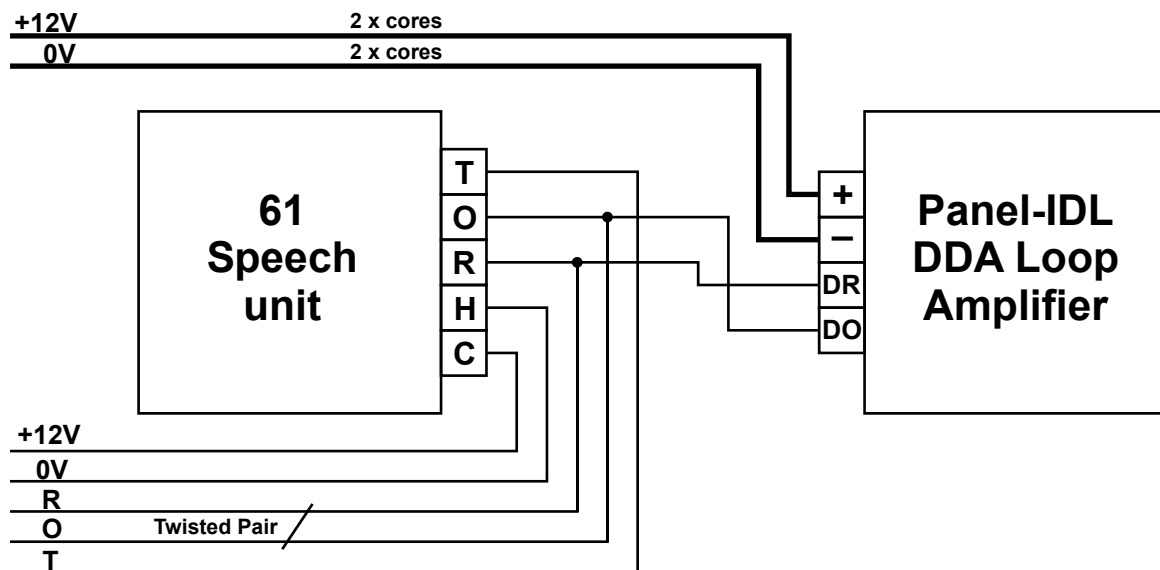 +12V 2 x cores
0V 2 x cores
61
Speech
unit
T
O
R
H
C
+
−
DR
DO
Panel-IDL
DDA Loop
Amplifier
+12V
0V
R
O Twisted Pair
T